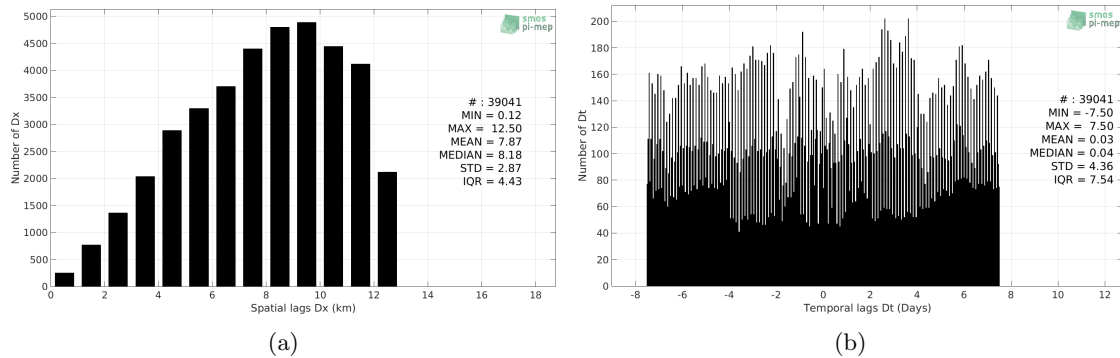 smos
pi-mep
5000
4500
4000
3500
3000
2500
2000
1500
1000
500
0
Number of Dx
# : 39041
MIN = 0.12
MAX = 12.50
MEAN = 7.87
MEDIAN = 8.18
STD = 2.87
IQR = 4.43
0 2 4 6 8 10 12 14 16 18
Spatial lags Dx (km)
(a)
smos
pi-mep
200
180
160
140
120
100
80
60
40
20
0
Number of Dt
# : 39041
MIN = -7.50
MAX = 7.50
MEAN = 0.03
MEDIAN = 0.04
STD = 4.36
IQR = 7.54
-8 -6 -4 -2 0 2 4 6 8 10 12
Temporal lags Dt (Days)
(b)